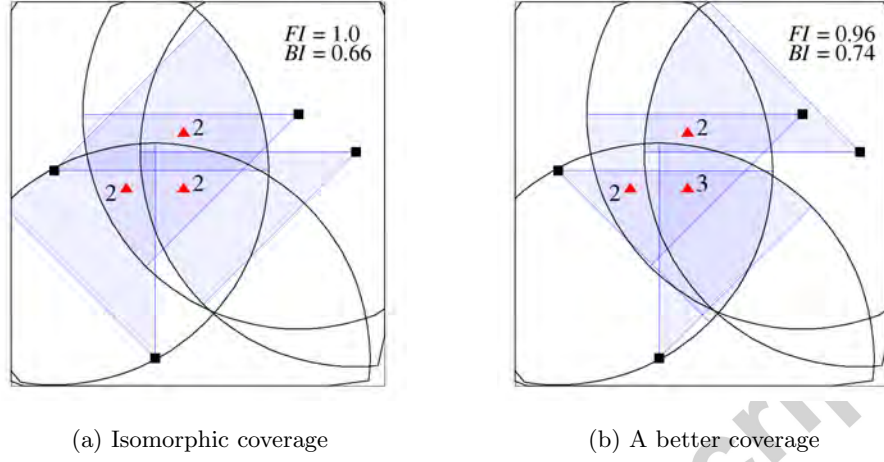 FI = 1.0
BI = 0.66
2
2
2
(a) Isomorphic coverage
FI = 0.96
BI = 0.74
2
2
3
(b) A better coverage